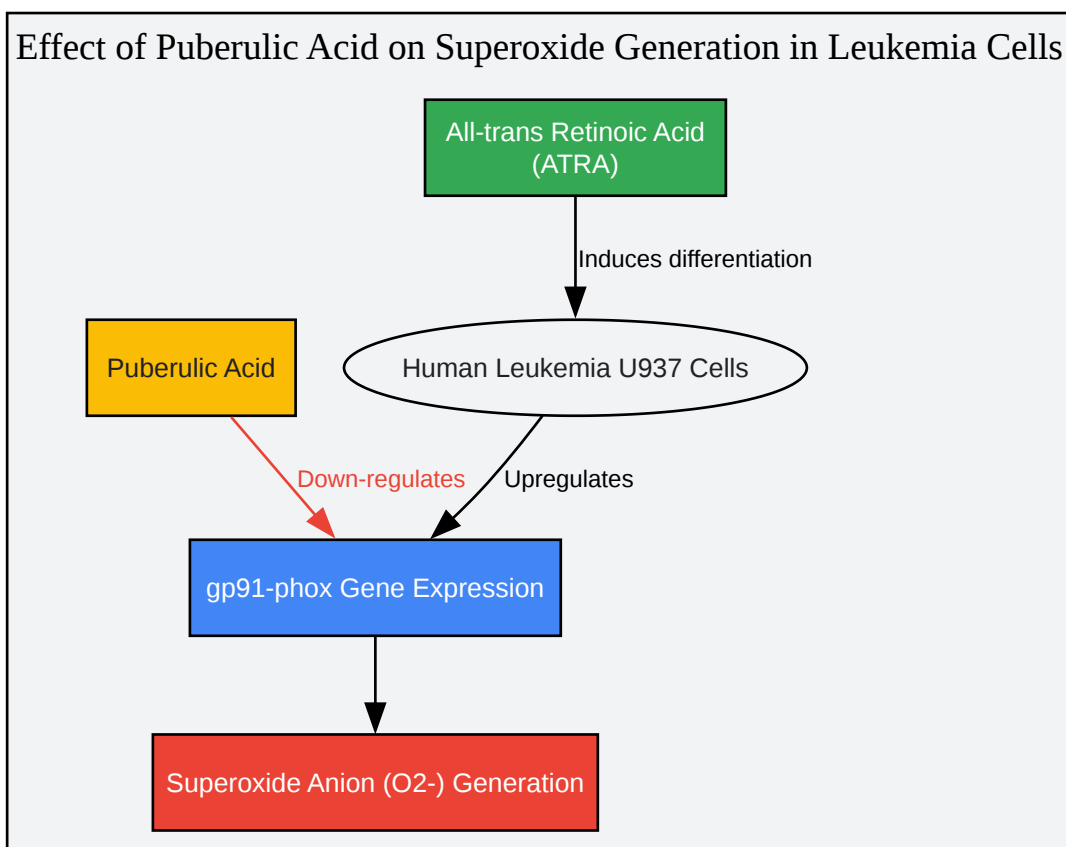 Effect of Puberulic Acid on Superoxide Generation in Leukemia Cells
All-trans Retinoic Acid
(ATRA)
Induces differentiation
Puberulic Acid
Human Leukemia U937 Cells
Down-regulates
Upregulates
gp91-phox Gene Expression
Superoxide Anion (O2-) Generation